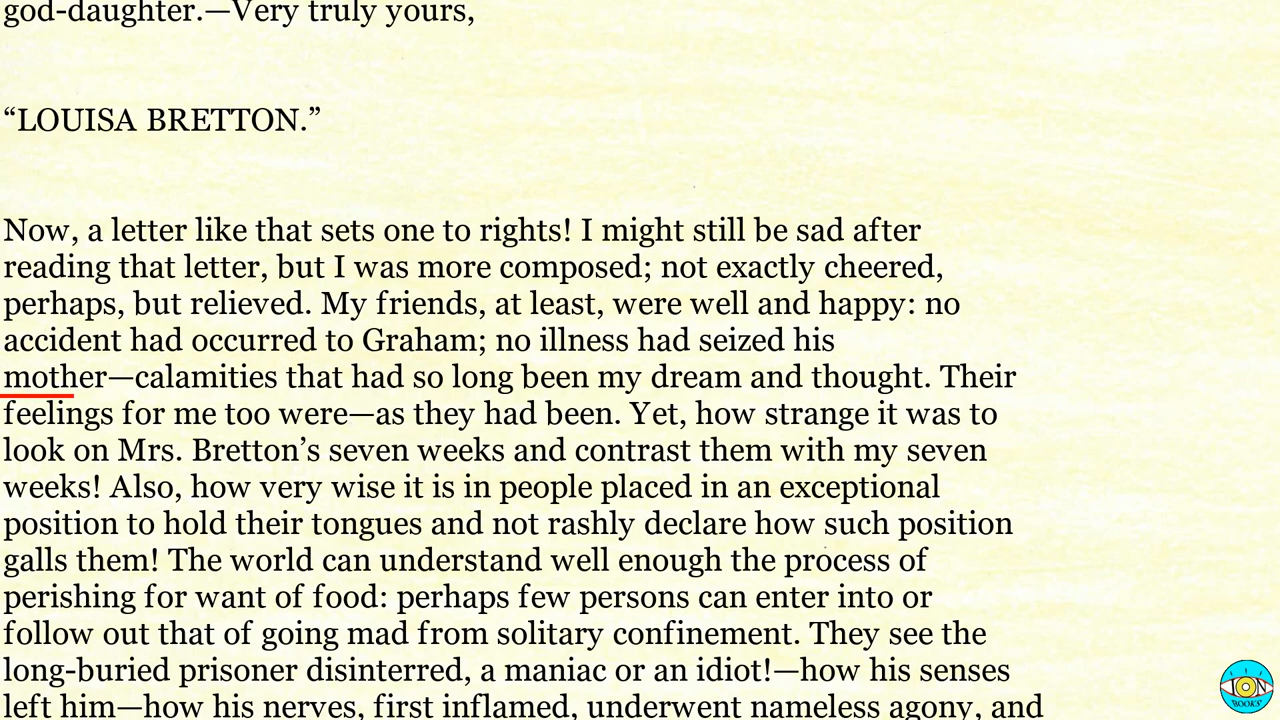 god-daughter.—Very truly yours,
“LOUISA BRETTON.”
Now, a letter like that sets one to rights! I might still be sad after
reading that letter, but I was more composed; not exactly cheered,
perhaps, but relieved. My friends, at least, were well and happy: no
accident had occurred to Graham; no illness had seized his
mother—calamities that had so long been my dream and thought. Their
feelings for me too were—as they had been. Yet, how strange it was to
look on Mrs. Bretton’s seven weeks and contrast them with my seven
weeks! Also, how very wise it is in people placed in an exceptional
position to hold their tongues and not rashly declare how such position
galls them! The world can understand well enough the process of
perishing for want of food: perhaps few persons can enter into or
follow out that of going mad from solitary confinement. They see the
long-buried prisoner disinterred, a maniac or an idiot!—how his senses
left him—how his nerves, first inflamed, underwent nameless agony, and
I ON
BOOKS